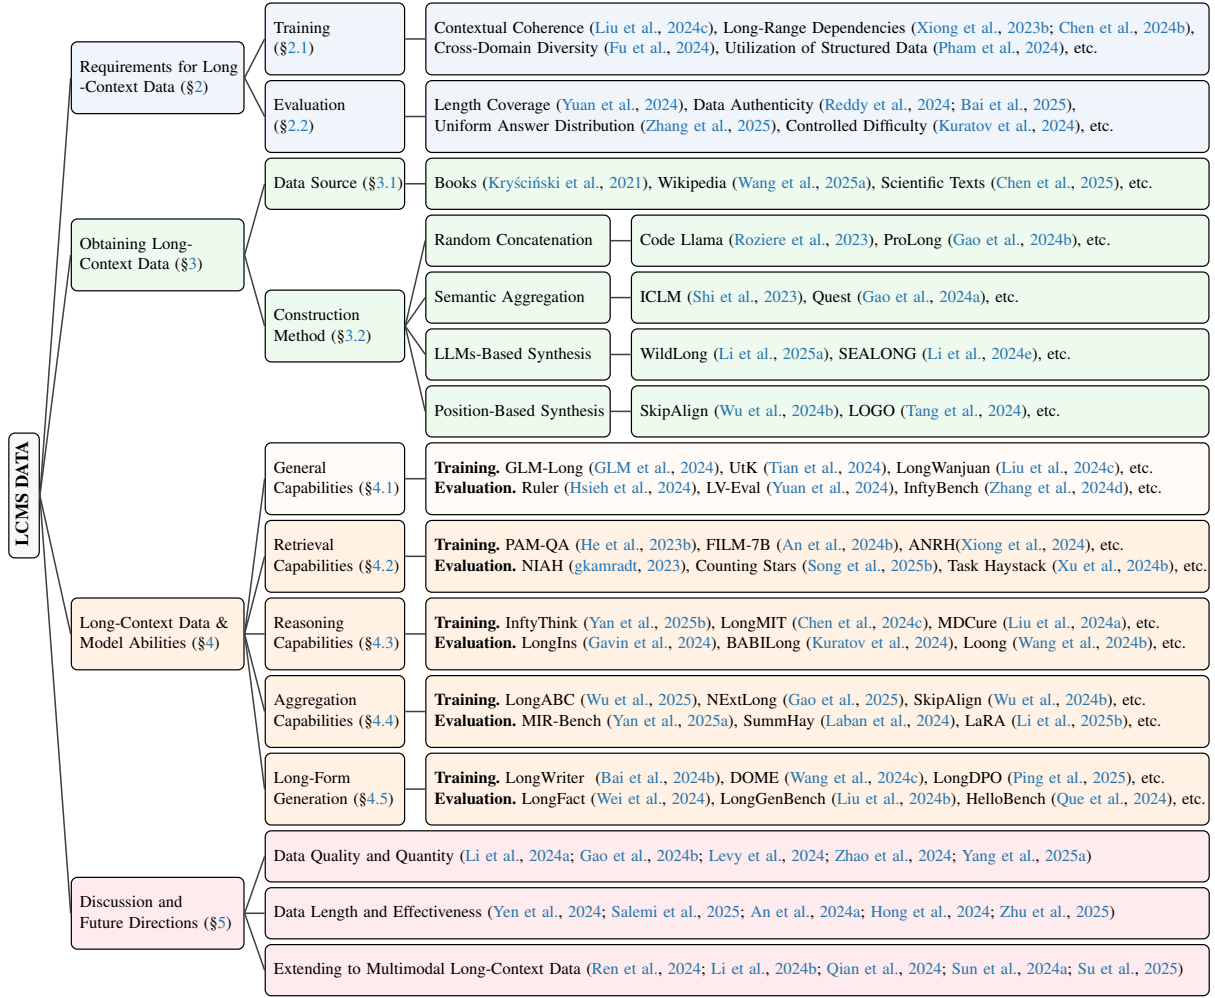 LCMS DATA
Requirements for Long
-Context Data (§2)
Training
(§2.1)
Contextual Coherence (Liu et al., 2024c), Long-Range Dependencies (Xiong et al., 2023b; Chen et al., 2024b),
Cross-Domain Diversity (Fu et al., 2024), Utilization of Structured Data (Pham et al., 2024), etc.
Evaluation
(§2.2)
Length Coverage (Yuan et al., 2024), Data Authenticity (Reddy et al., 2024; Bai et al., 2025),
Uniform Answer Distribution (Zhang et al., 2025), Controlled Difficulty (Kuratov et al., 2024), etc.
Obtaining Long-
Context Data (§3)
Data Source (§3.1)
Books (Kryściński et al., 2021), Wikipedia (Wang et al., 2025a), Scientific Texts (Chen et al., 2025), etc.
Construction
Method (§3.2)
Random Concatenation
Code Llama (Roziere et al., 2023), ProLong (Gao et al., 2024b), etc.
Semantic Aggregation
ICLM (Shi et al., 2023), Quest (Gao et al., 2024a), etc.
LLMs-Based Synthesis
WildLong (Li et al., 2025a), SEALONG (Li et al., 2024e), etc.
Position-Based Synthesis
SkipAlign (Wu et al., 2024b), LOGO (Tang et al., 2024), etc.
Long-Context Data &
Model Abilities (§4)
General
Capabilities (§4.1)
Training. GLM-Long (GLM et al., 2024), UtK (Tian et al., 2024), LongWanjuan (Liu et al., 2024c), etc.
Evaluation. Ruler (Hsieh et al., 2024), LV-Eval (Yuan et al., 2024), InftyBench (Zhang et al., 2024d), etc.
Retrieval
Capabilities (§4.2)
Training. PAM-QA (He et al., 2023b), FILM-7B (An et al., 2024b), ANRH(Xiong et al., 2024), etc.
Evaluation. NIAH (gkamradt, 2023), Counting Stars (Song et al., 2025b), Task Haystack (Xu et al., 2024b), etc.
Reasoning
Capabilities (§4.3)
Training. InftyThink (Yan et al., 2025b), LongMIT (Chen et al., 2024c), MDCure (Liu et al., 2024a), etc.
Evaluation. LongIns (Gavin et al., 2024), BABILong (Kuratov et al., 2024), Loong (Wang et al., 2024b), etc.
Aggregation
Capabilities (§4.4)
Training. LongABC (Wu et al., 2025), NExtLong (Gao et al., 2025), SkipAlign (Wu et al., 2024b), etc.
Evaluation. MIR-Bench (Yan et al., 2025a), SummHay (Laban et al., 2024), LaRA (Li et al., 2025b), etc.
Long-Form
Generation (§4.5)
Training. LongWriter (Bai et al., 2024b), DOME (Wang et al., 2024c), LongDPO (Ping et al., 2025), etc.
Evaluation. LongFact (Wei et al., 2024), LongGenBench (Liu et al., 2024b), HelloBench (Que et al., 2024), etc.
Discussion and
Future Directions (§5)
Data Quality and Quantity (Li et al., 2024a; Gao et al., 2024b; Levy et al., 2024; Zhao et al., 2024; Yang et al., 2025a)
Data Length and Effectiveness (Yen et al., 2024; Salemi et al., 2025; An et al., 2024a; Hong et al., 2024; Zhu et al., 2025)
Extending to Multimodal Long-Context Data (Ren et al., 2024; Li et al., 2024b; Qian et al., 2024; Sun et al., 2024a; Su et al., 2025)